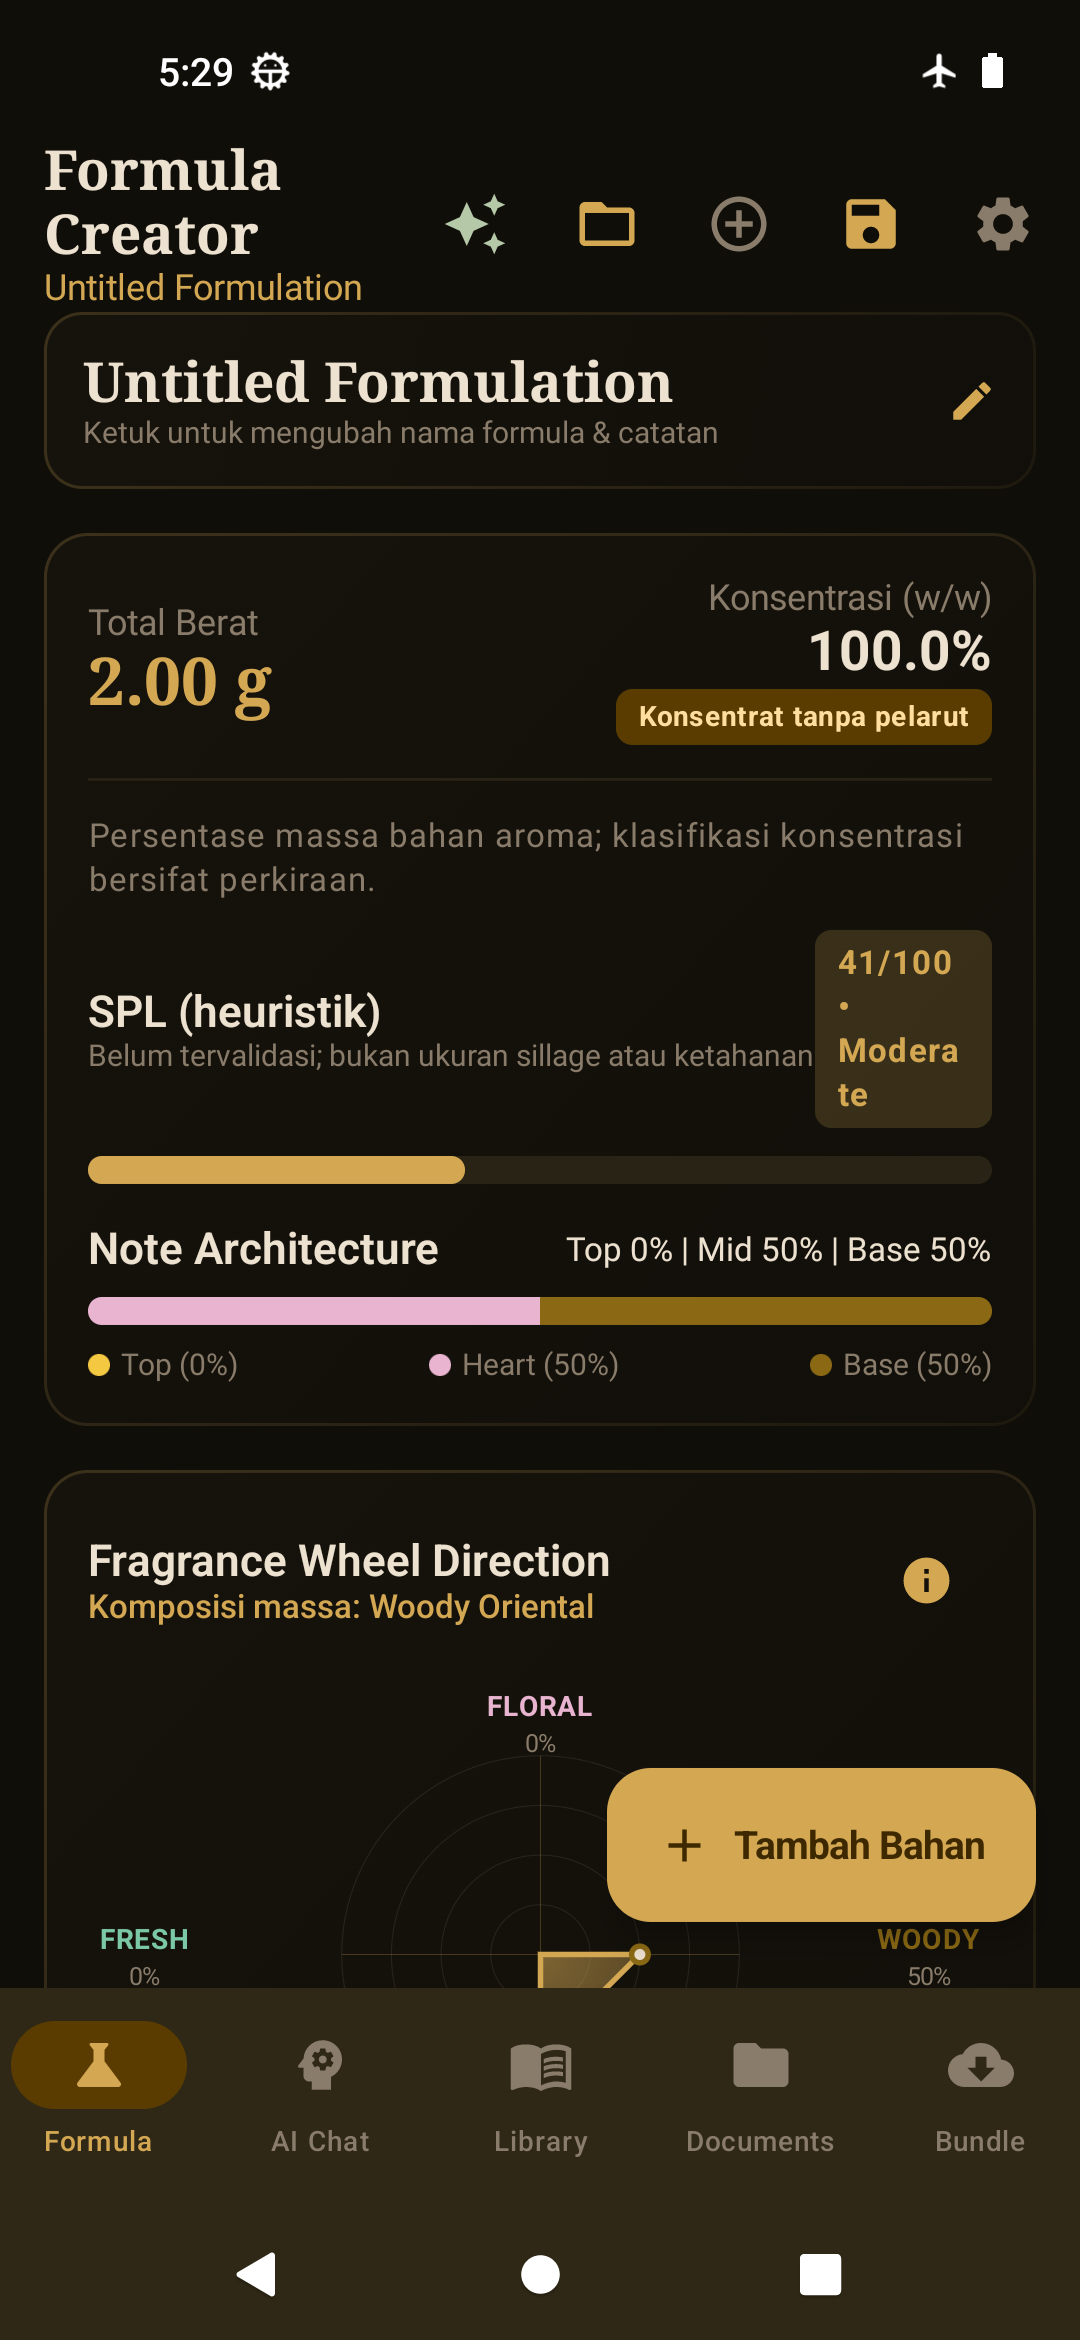 5:29
Formula
Creator
Untitled Formulation
Untitled Formulation
Ketuk untuk mengubah nama formula & catatan
Total Berat
2.00 g
Konsentrasi (w/w)
100.0%
Konsentrat tanpa pelarut
Persentase massa bahan aroma; klasifikasi konsentrasi
bersifat perkiraan.
SPL (heuristik)
Belum tervalidasi; bukan ukuran sillage atau ketahanan
41/100
•
Modera
te
Note Architecture
Top 0% | Mid 50% | Base 50%
Top (0%)
Heart (50%)
Base (50%)
Fragrance Wheel Direction
Komposisi massa: Woody Oriental
FLORAL
0%
Tambah Bahan
FRESH
0%
WOODY
50%
Formula
AI Chat
Library
Documents
Bundle